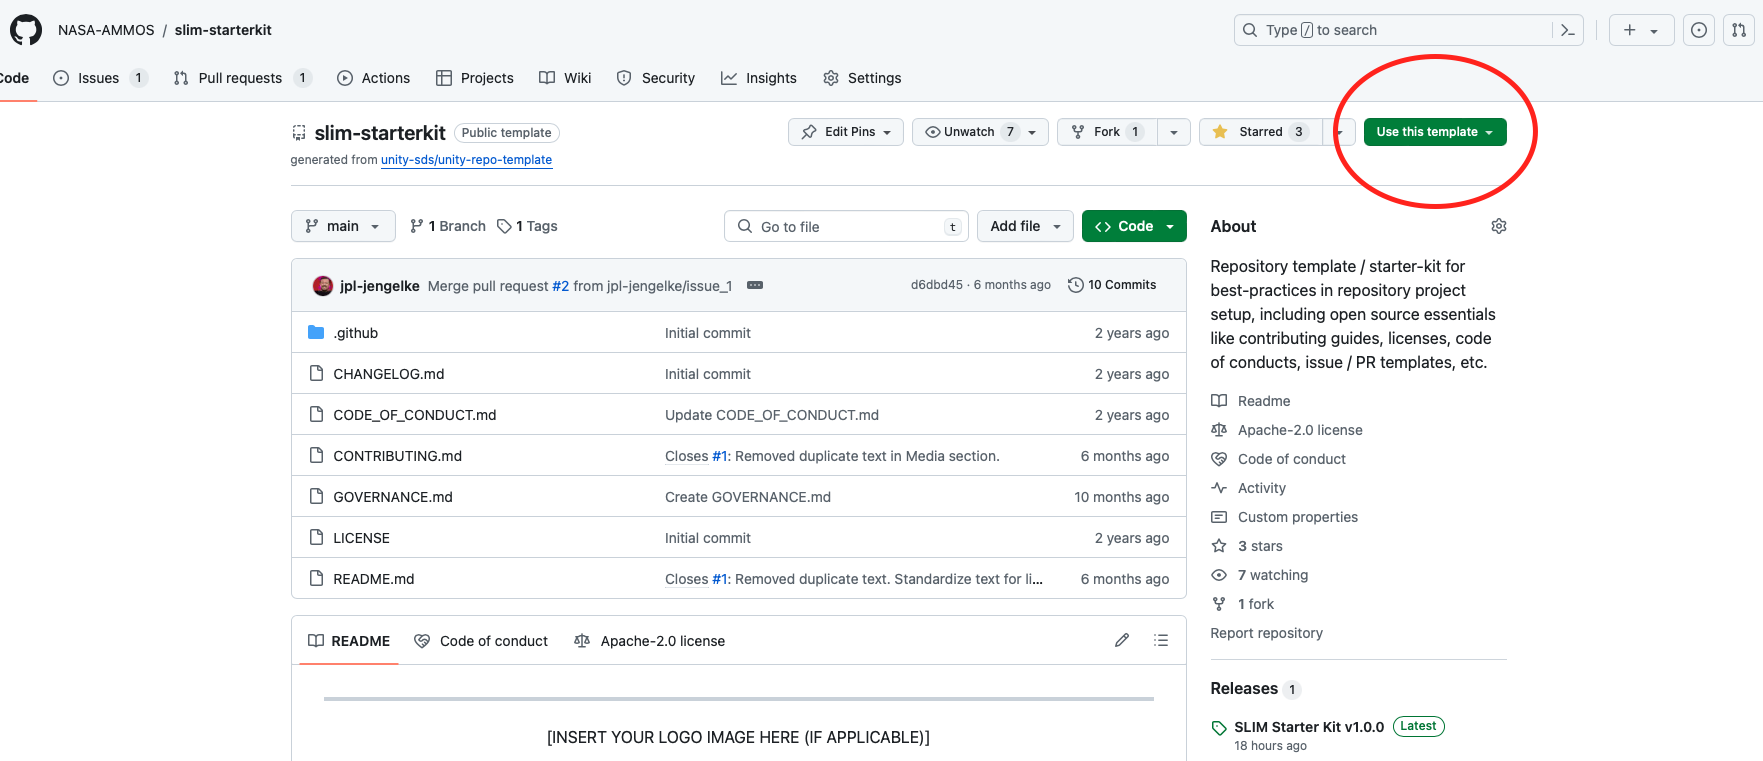 NASA-AMMOS / slim-starterkit
Type / to search
Code Issues 1 Pull requests 1 Actions Projects Wiki Security Insights Settings
slim-starterkit Public template
Edit Pins Unwatch 7 Fork 1 Starred 3 Use this template
generated from unity-sds/unity-repo-template
main 1 Branch 1 Tags Go to file t Add file Code
jpl-jengelke Merge pull request #2 from jpl-jengelke/issue_1 d6dbd45 · 6 months ago 10 Commits
.github Initial commit 2 years ago
CHANGELOG.md Initial commit 2 years ago
CODE_OF_CONDUCT.md Update CODE_OF_CONDUCT.md 2 years ago
CONTRIBUTING.md Closes #1: Removed duplicate text in Media section. 6 months ago
GOVERNANCE.md Create GOVERNANCE.md 10 months ago
LICENSE Initial commit 2 years ago
README.md Closes #1: Removed duplicate text. Standardize text for li... 6 months ago
README Code of conduct Apache-2.0 license
[INSERT YOUR LOGO IMAGE HERE (IF APPLICABLE)]
About
Repository template / starter-kit for
best-practices in repository project
setup, including open source essentials
like contributing guides, licenses, code
of conducts, issue / PR templates, etc.
Readme
Apache-2.0 license
Code of conduct
Activity
Custom properties
3 stars
7 watching
1 fork
Report repository
Releases 1
SLIM Starter Kit v1.0.0 Latest
18 hours ago